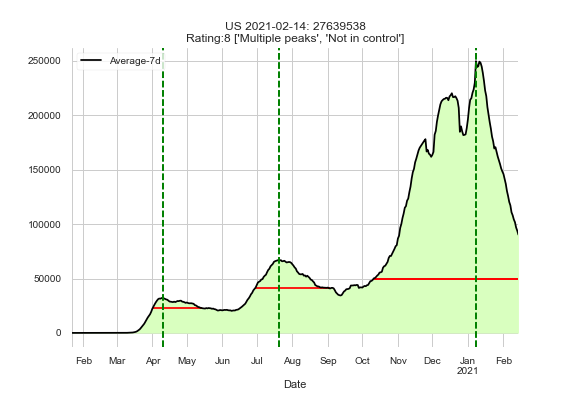 US 2021-02-14: 27639538
Rating:8 ['Multiple peaks', 'Not in control']
Average-7d
250000
200000
150000
100000
50000
0
Feb Mar Apr May Jun Jul Aug Sep Oct Nov Dec Jan Feb
2021
Date